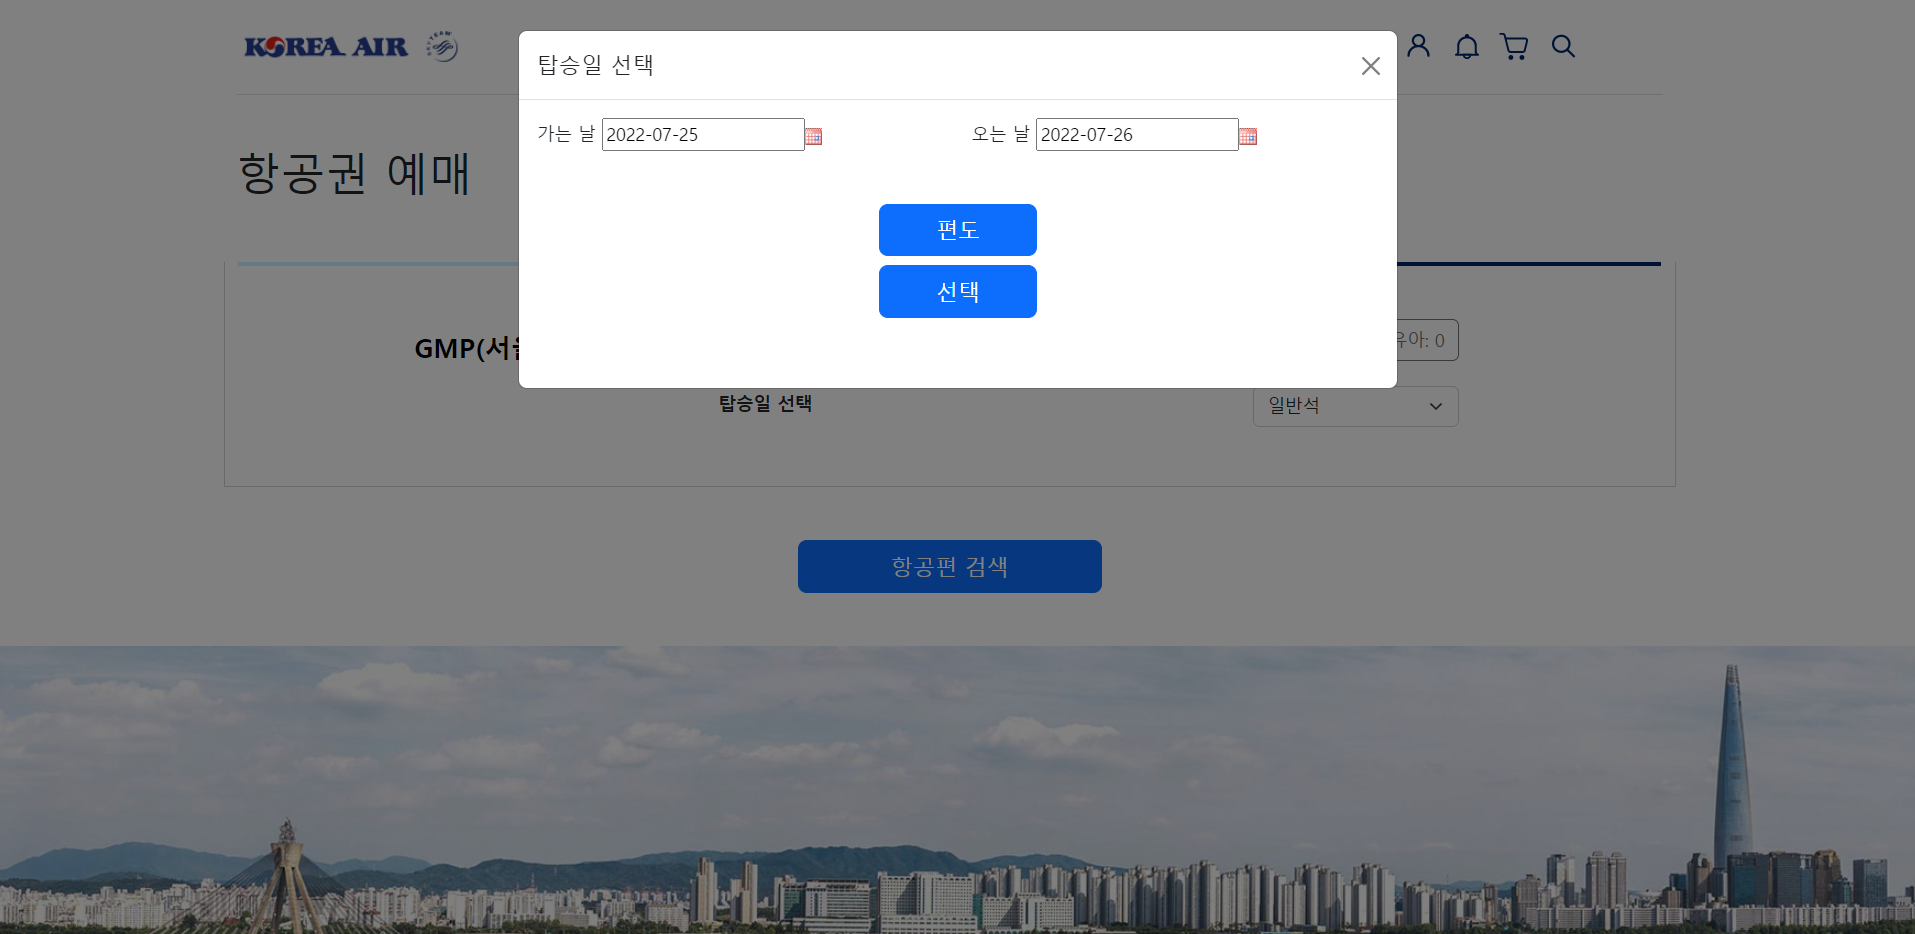 KOREA AIR
탑승일 선택
가는 날 2022-07-25
오는 날 2022-07-26
항공권 예매
편도
선택
GMP(서울
유아: 0
탑승일 선택
일반석
항공편 검색